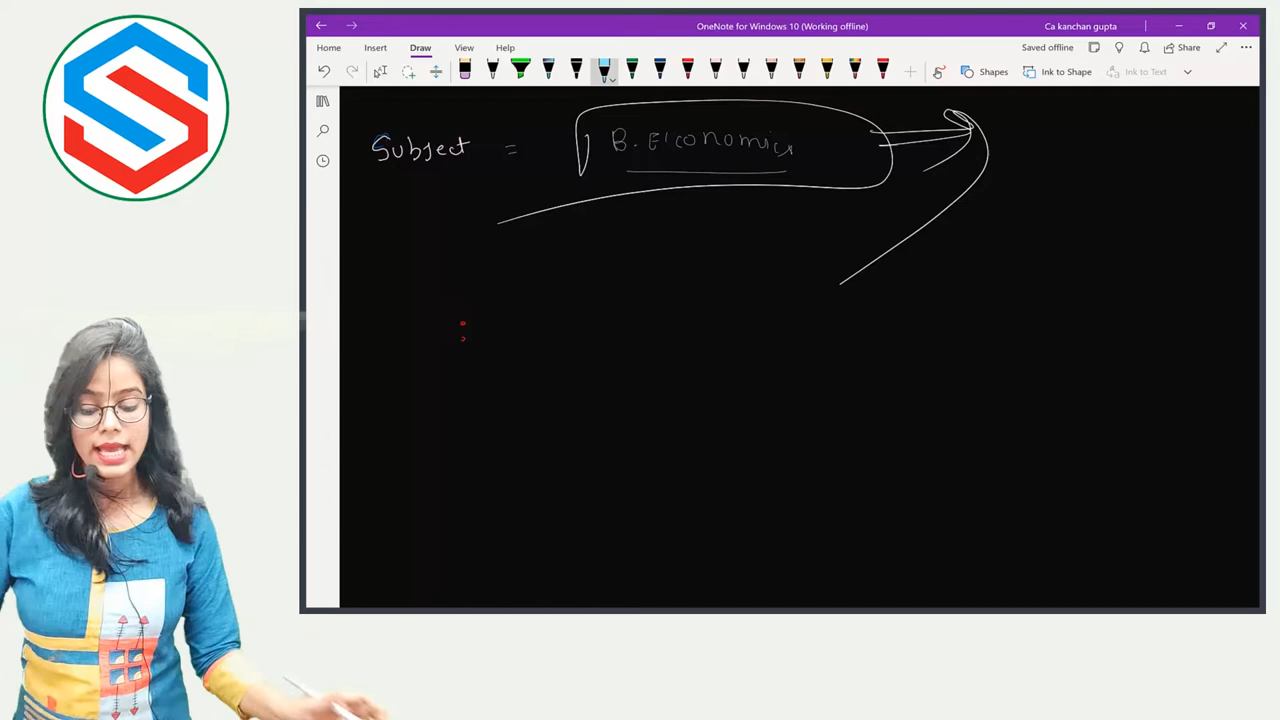 OneNote for Windows 10 (Working offline)
Ca kanchan gupta
Home Insert Draw View Help
Saved offline
Share
Shapes
Ink to Shape
Ink to Text
Subject = B. Economics